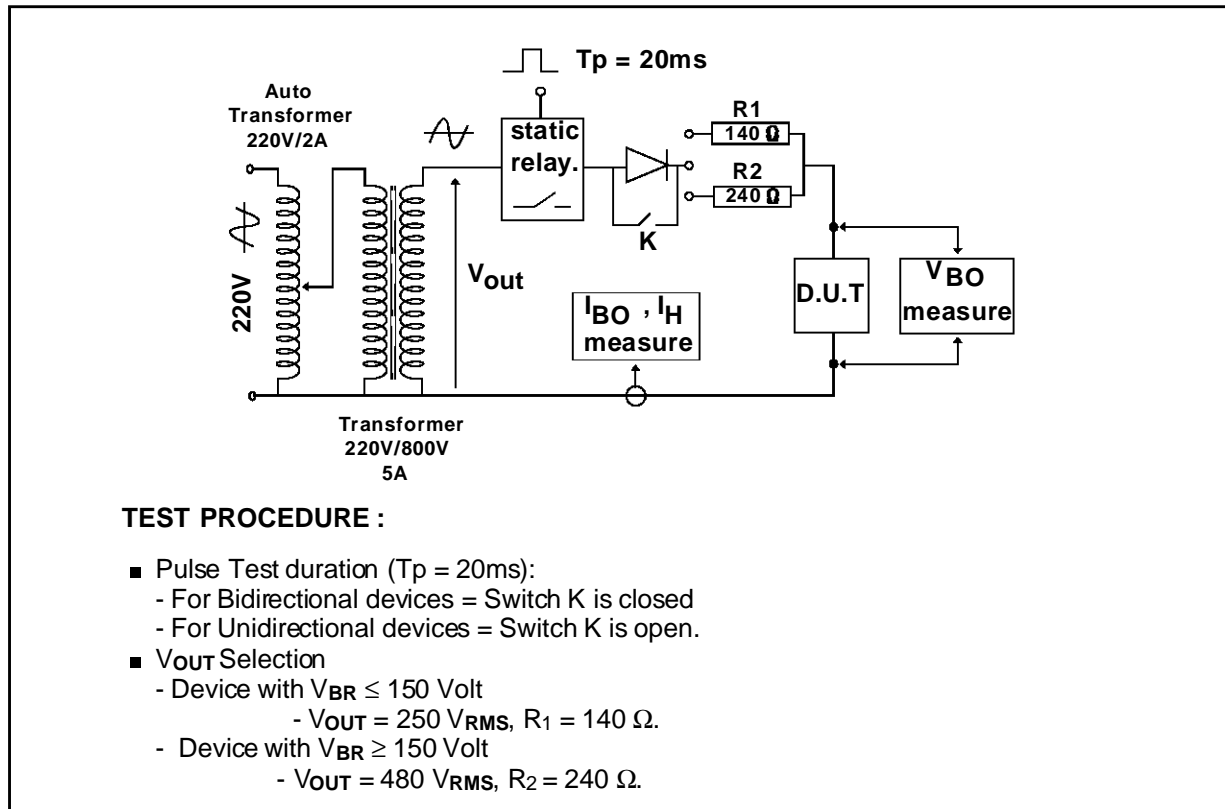 Tp = 20ms
Auto
Transformer
220V/2A
static
relay.
R1
140 Ω
R2
240 Ω
K
220V
Vout
IBO , IH
measure
D.U.T
VBO
measure
Transformer
220V/800V
5A
TEST PROCEDURE :
■ Pulse Test duration (Tp = 20ms):
- For Bidirectional devices = Switch K is closed
- For Unidirectional devices = Switch K is open.
■ VOUT Selection
- Device with VBR ≤ 150 Volt
- VOUT = 250 VRMS, R1 = 140 Ω.
- Device with VBR ≥ 150 Volt
- VOUT = 480 VRMS, R2 = 240 Ω.